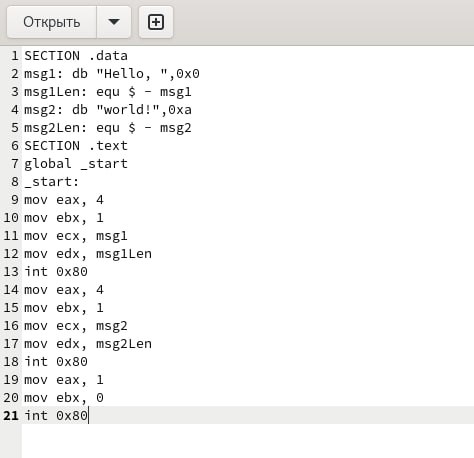 Открыть
1 SECTION .data
2 msg1: db "Hello, ",0x0
3 msg1Len: equ $ - msg1
4 msg2: db "world!",0xa
5 msg2Len: equ $ - msg2
6 SECTION .text
7 global _start
8 _start:
9 mov eax, 4
10 mov ebx, 1
11 mov ecx, msg1
12 mov edx, msg1Len
13 int 0x80
14 mov eax, 4
15 mov ebx, 1
16 mov ecx, msg2
17 mov edx, msg2Len
18 int 0x80
19 mov eax, 1
20 mov ebx, 0
21 int 0x80